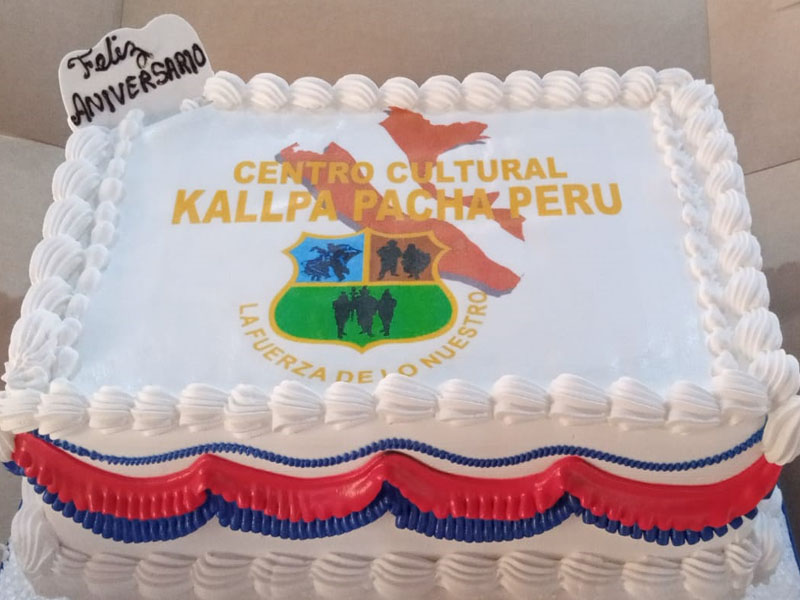 Feliz
ANIVERSARIO
CENTRO CULTURAL
KALLPA PACHA PERU
LA FUERZA DE LO NUESTRO